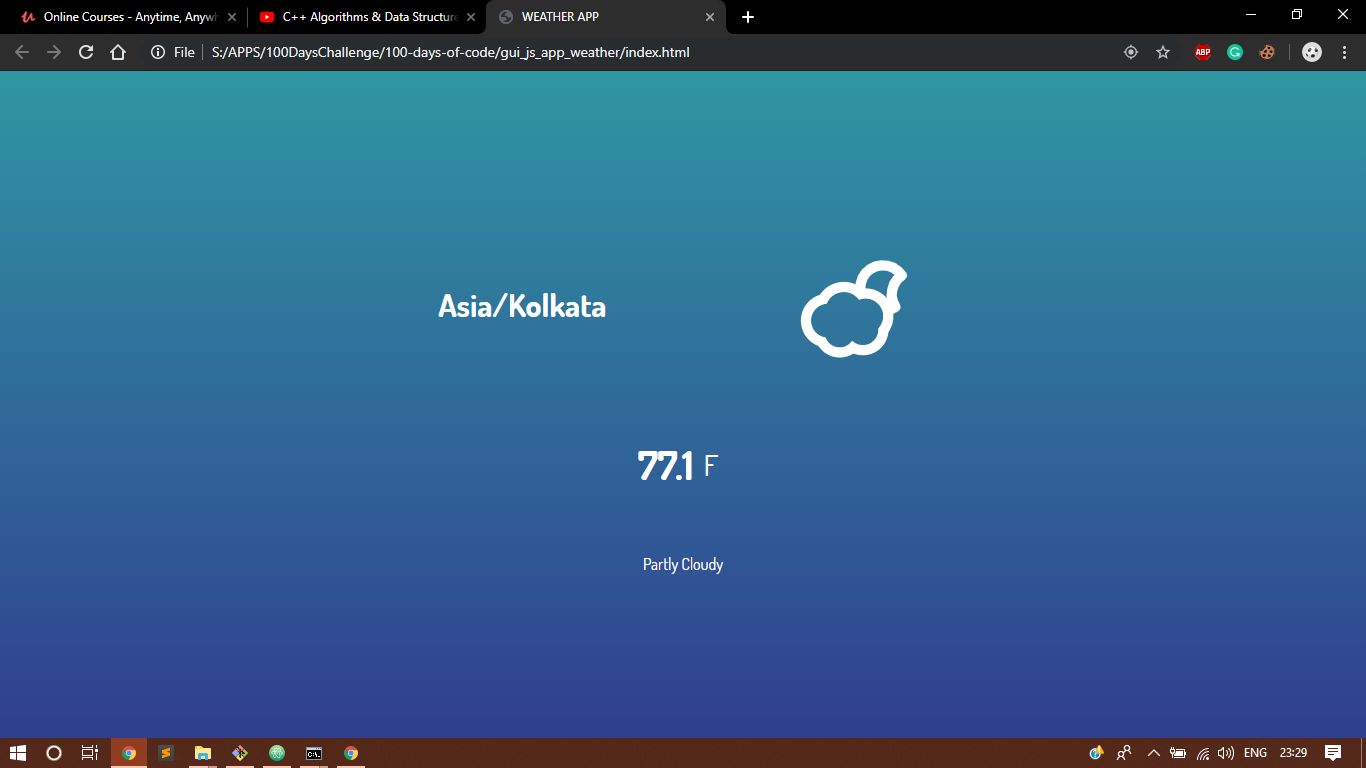 Online Courses - Anytime, Anywh
C++ Algorithms & Data Structure
WEATHER APP
File
S:/APPS/100DaysChallenge/100-days-of-code/gui_js_app_weather/index.html
ABP
Asia/Kolkata
77.1 F
Partly Cloudy
ENG
23:29